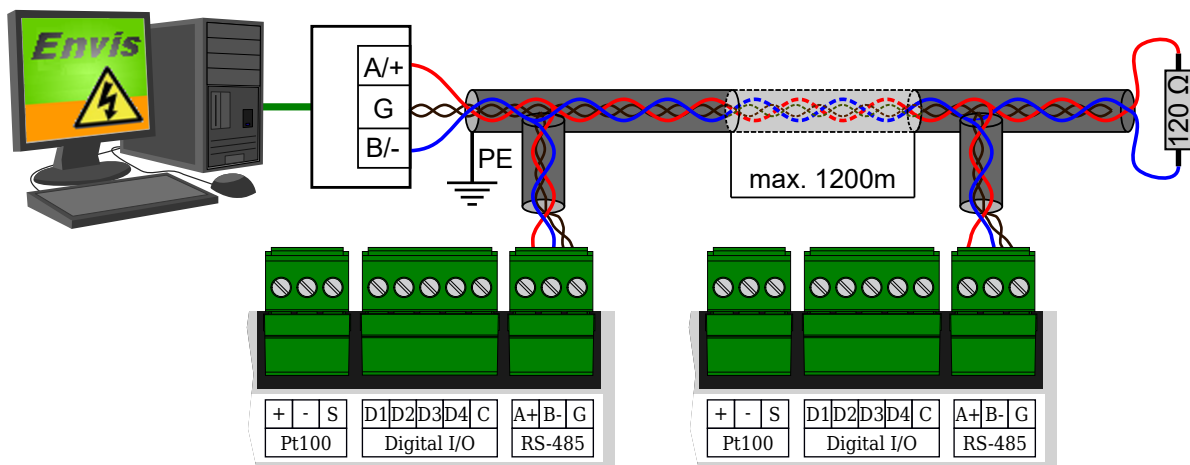 Envis
A/+
G
B/-
PE
max. 1200m
120 Ω
+ - S
Pt100
D1 D2 D3 D4 C
Digital I/O
A+ B- G
RS-485
+ - S
Pt100
D1 D2 D3 D4 C
Digital I/O
A+ B- G
RS-485